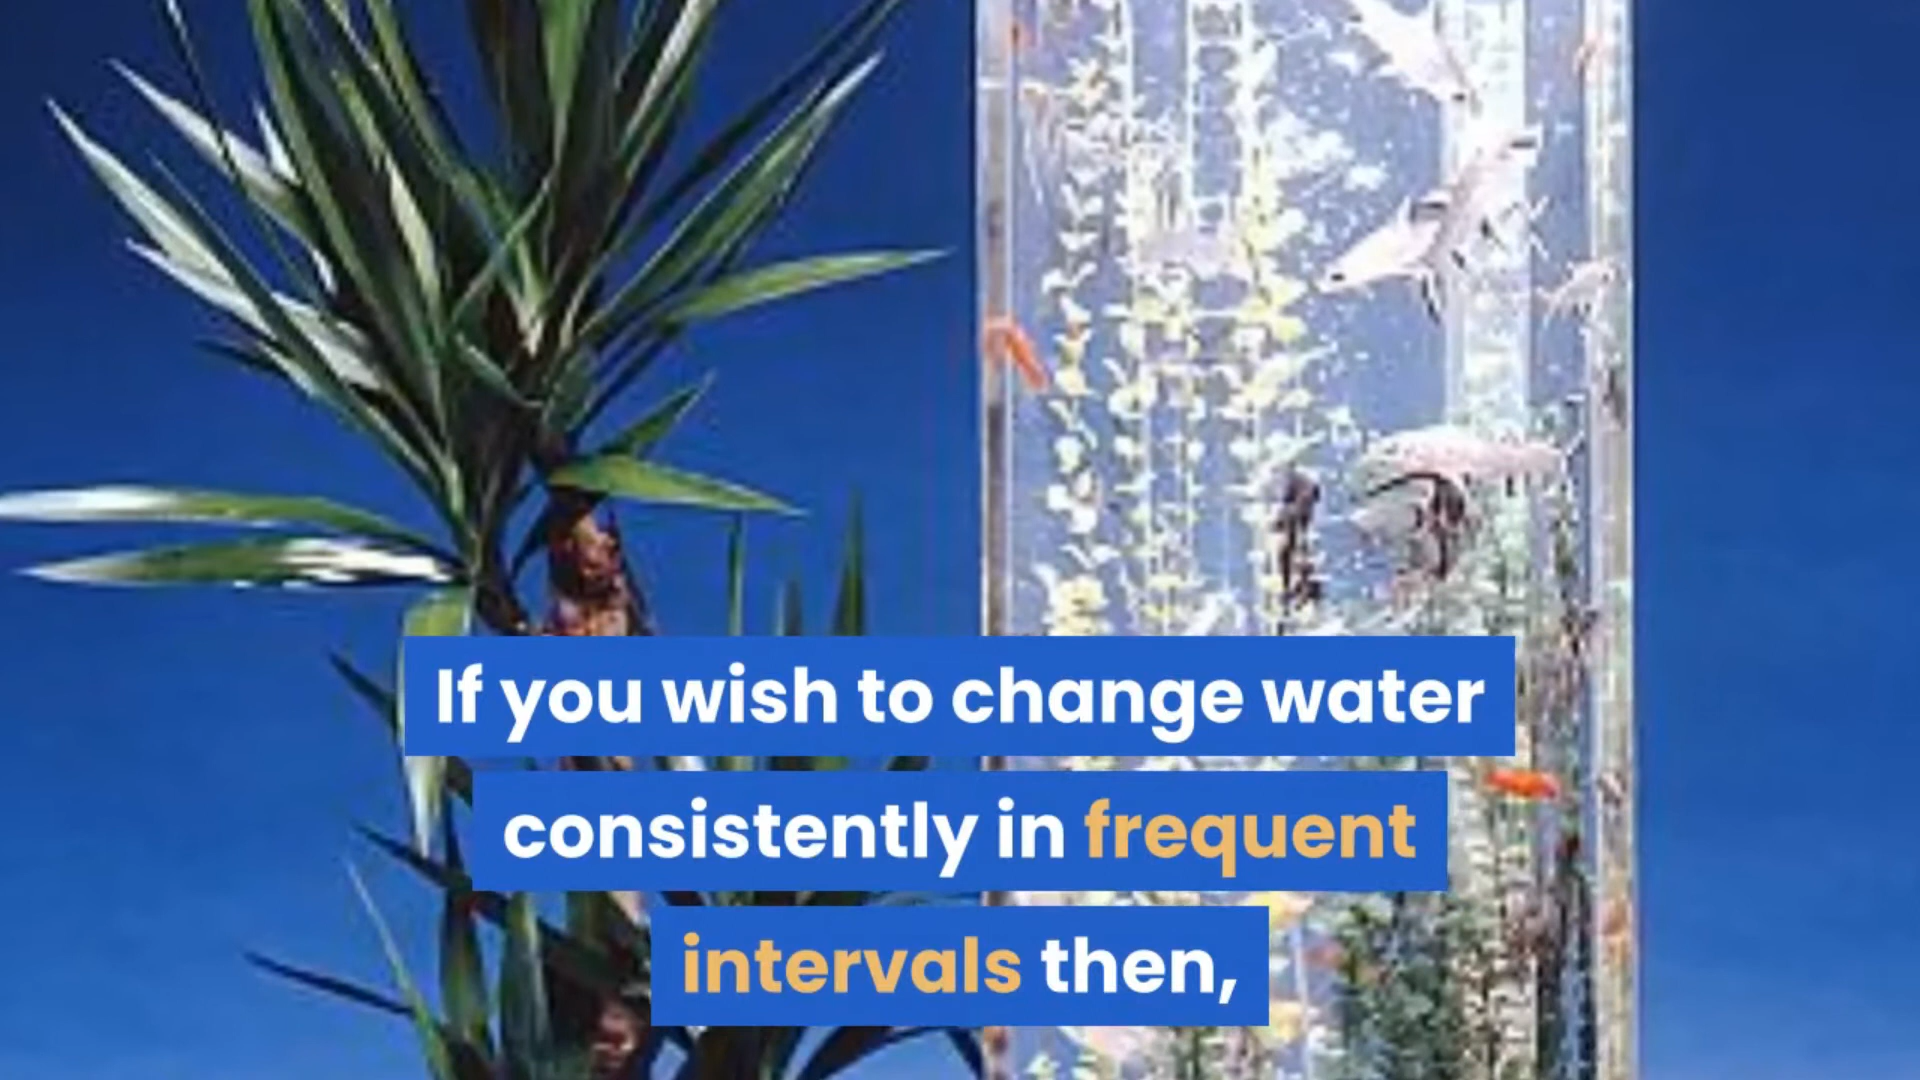 If you wish to change water
consistently in frequent
intervals then,